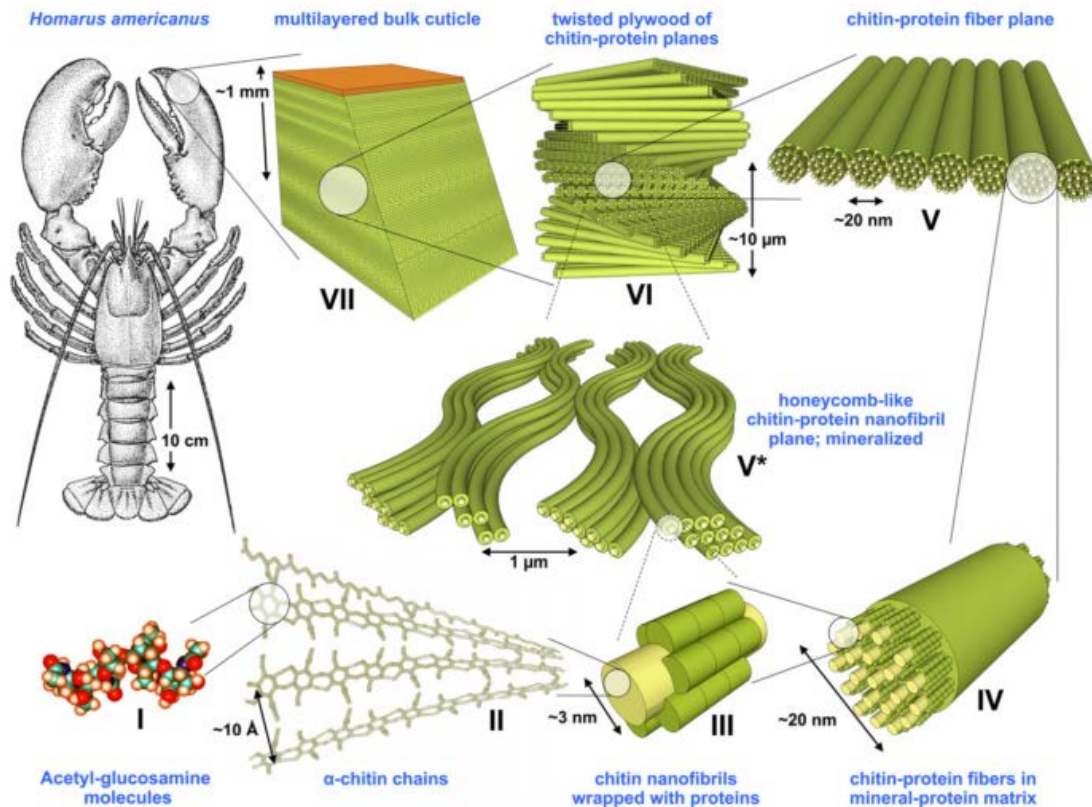 Homarus americanus
multilayered bulk cuticle
twisted plywood of
chitin-protein planes
chitin-protein fiber plane
~1 mm
VII
~10 µm
VI
~20 nm
V
10 cm
honeycomb-like
chitin-protein nanofibril
plane; mineralized
V*
1 µm
I
~10 Å
II
~3 nm
III
~20 nm
IV
Acetyl-glucosamine
molecules
α-chitin chains
chitin nanofibrils
wrapped with proteins
chitin-protein fibers in
mineral-protein matrix